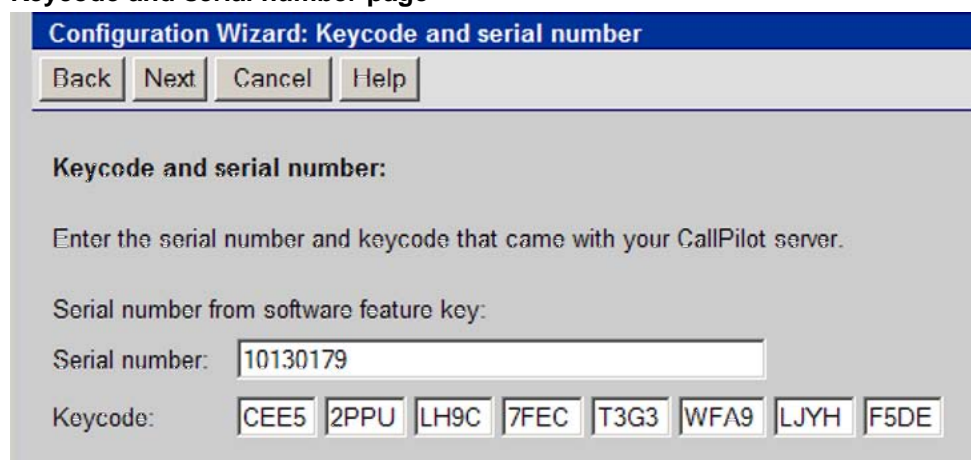 Keycode and serial number page
Configuration Wizard: Keycode and serial number
Back Next Cancel Help
Keycode and serial number:
Enter the serial number and keycode that came with your CallPilot server.
Serial number from software feature key:
Serial number: 10130179
Keycode: CEE5 2PPU LH9C 7FEC T3G3 WFA9 LJYH F5DE